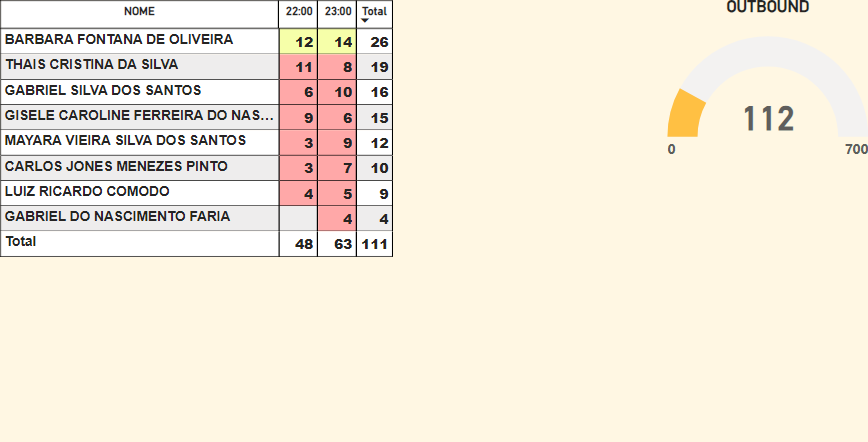 NOME 22:00 23:00 Total
BARBARA FONTANA DE OLIVEIRA 12 14 26
THAIS CRISTINA DA SILVA 11 8 19
GABRIEL SILVA DOS SANTOS 6 10 16
GISELE CAROLINE FERREIRA DO NAS... 9 6 15
MAYARA VIEIRA SILVA DOS SANTOS 3 9 12
CARLOS JONES MENEZES PINTO 3 7 10
LUIZ RICARDO COMODO 4 5 9
GABRIEL DO NASCIMENTO FARIA 4 4
Total 48 63 111
OUTBOUND
112
0 700